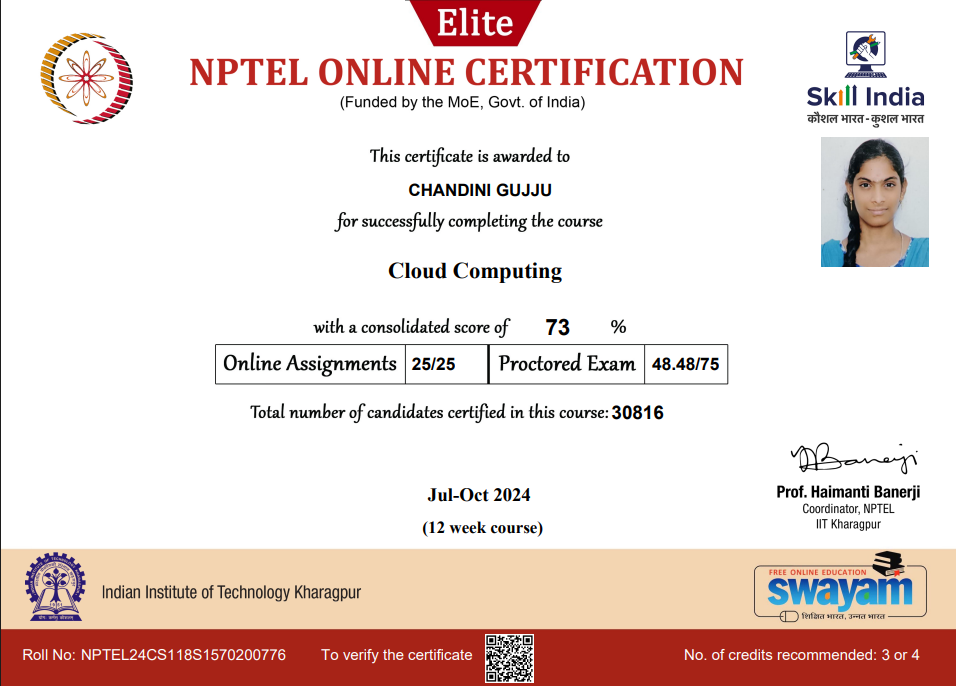 Elite
NPTEL ONLINE CERTIFICATION
(Funded by the MoE, Govt. of India)
Skill India
कौशल भारत - कुशल भारत
This certificate is awarded to
CHANDINI GUJJU
for successfully completing the course
Cloud Computing
with a consolidated score of 73 %
Online Assignments 25/25 Proctored Exam 48.48/75
Total number of candidates certified in this course: 30816
Jul-Oct 2024
(12 week course)
Prof. Haimanti Banerji
Coordinator, NPTEL
IIT Kharagpur
Indian Institute of Technology Kharagpur
FREE ONLINE EDUCATION
swayam
शिक्षित भारत, उन्नत भारत
Roll No: NPTEL24CS118S1570200776 To verify the certificate No. of credits recommended: 3 or 4